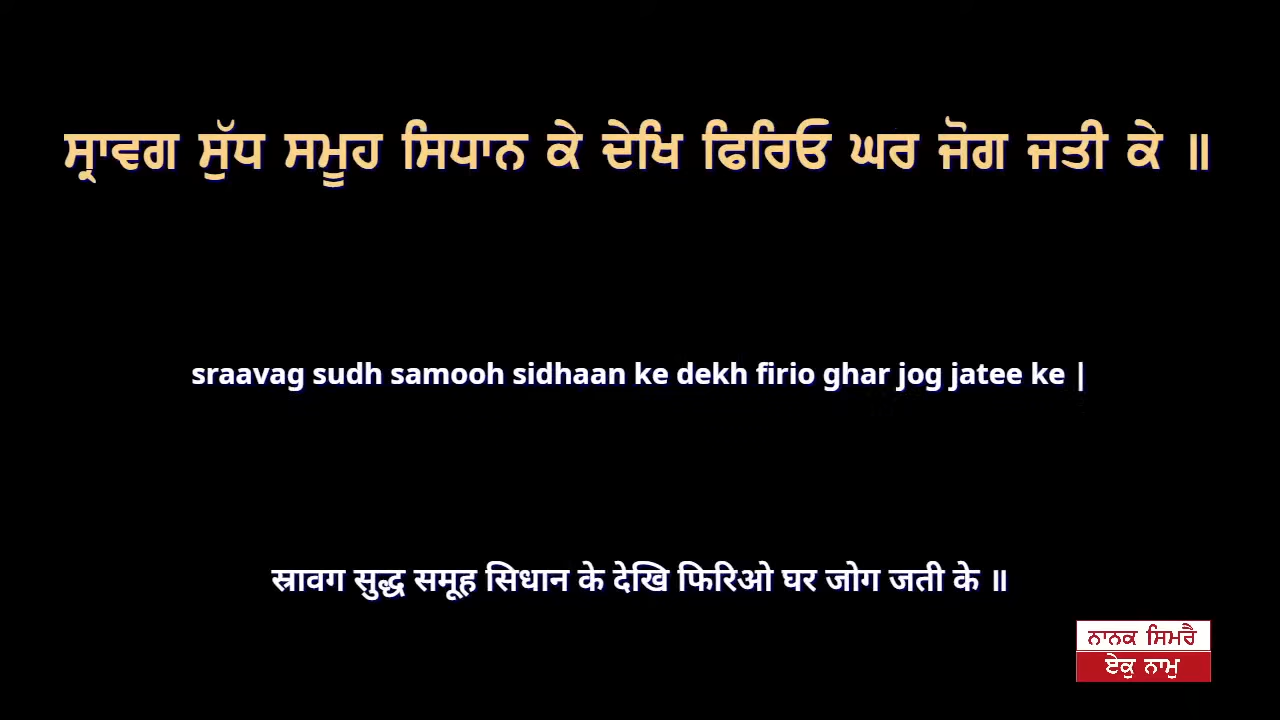 ਸ੍ਰਾਵਗ ਸੁੱਧ ਸਮੂਹ ਸਿਧਾਨ ਕੇ ਦੇਖਿ ਫਿਰਿਓ ਘਰ ਜੋਗ ਜਤੀ ਕੇ ॥
sraavag sudh samooh sidhaan ke dekh firio ghar jog jatee ke |
स्रावग सुद्ध समूह सिधान के देखि फिरिओ घर जोग जती के ॥
ਨਾਨਕ ਸਿਮਰੈ
ਏਕੁ ਨਾਮੁ